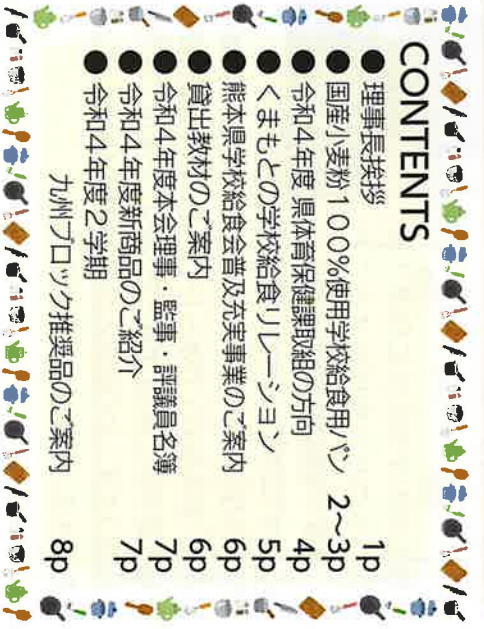 CONTENTS
●理事長挨拶 1p
●国産小麦粉100%使用学校給食用パン 2~3p
●令和4年度 県体育保健課取組の方向 4p
●くまもとの学校給食リレーション 5p
●熊本県学校給食会普及充実事業のご案内 6p
●貸出教材のご案内 6p
●令和4年度本会理事・監事・評議員名簿 7p
●令和4年度新商品のご紹介 7p
●令和4年度2学期
九州ブロック推奨品のご案内 8p